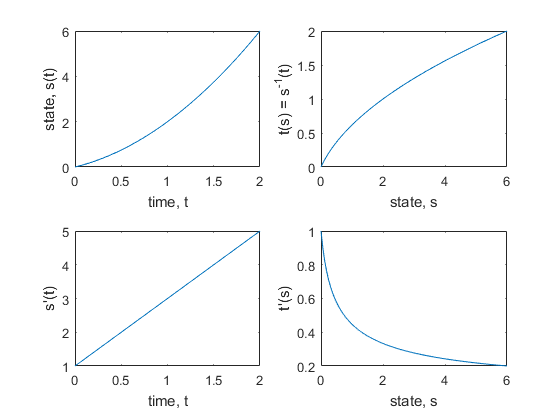 6
4
2
0
state, s(t)
0 0.5 1 1.5 2
time, t
2
1.5
1
0.5
0
t(s) = s⁻¹(t)
0 2 4 6
state, s
5
4
3
2
1
s'(t)
0 0.5 1 1.5 2
time, t
1
0.8
0.6
0.4
0.2
t'(s)
0 2 4 6
state, s